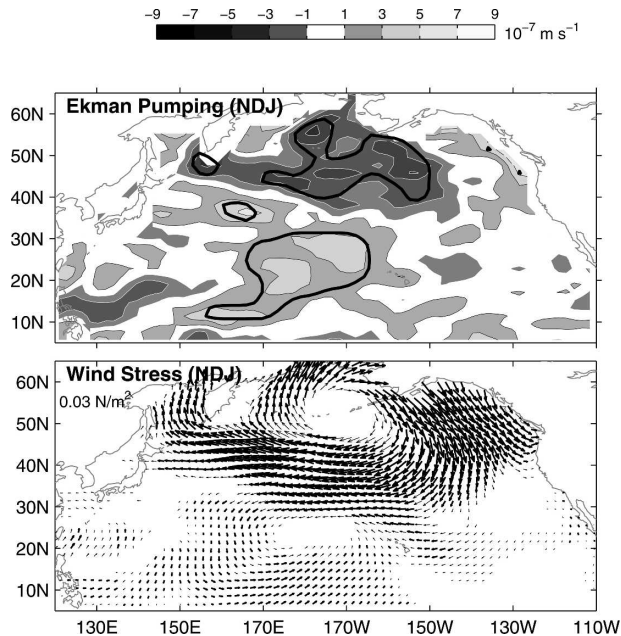 −9 −7 −5 −3 −1 1 3 5 7 9
10⁻⁷ m s⁻¹
Ekman Pumping (NDJ)
60N
50N
40N
30N
20N
10N
Wind Stress (NDJ)
0.03 N/m²
60N
50N
40N
30N
20N
10N
130E 150E 170E 170W 150W 130W 110W